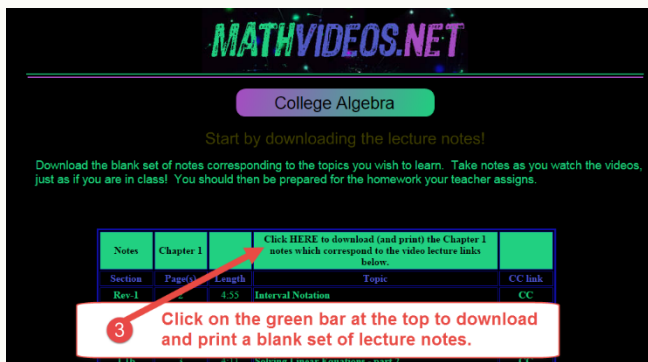 MATHVIDEOS.NET
College Algebra
Start by downloading the lecture notes!
Download the blank set of notes corresponding to the topics you wish to learn. Take notes as you watch the videos,
just as if you are in class! You should then be prepared for the homework your teacher assigns.
Notes Chapter 1 Click HERE to download (and print) the Chapter 1
notes which correspond to the video lecture links
below.
Section Page(s) Length Topic CC link
Rev-1 2 4:55 Interval Notation CC
3 Click on the green bar at the top to download
and print a blank set of lecture notes.
Solving Linear Equations - part